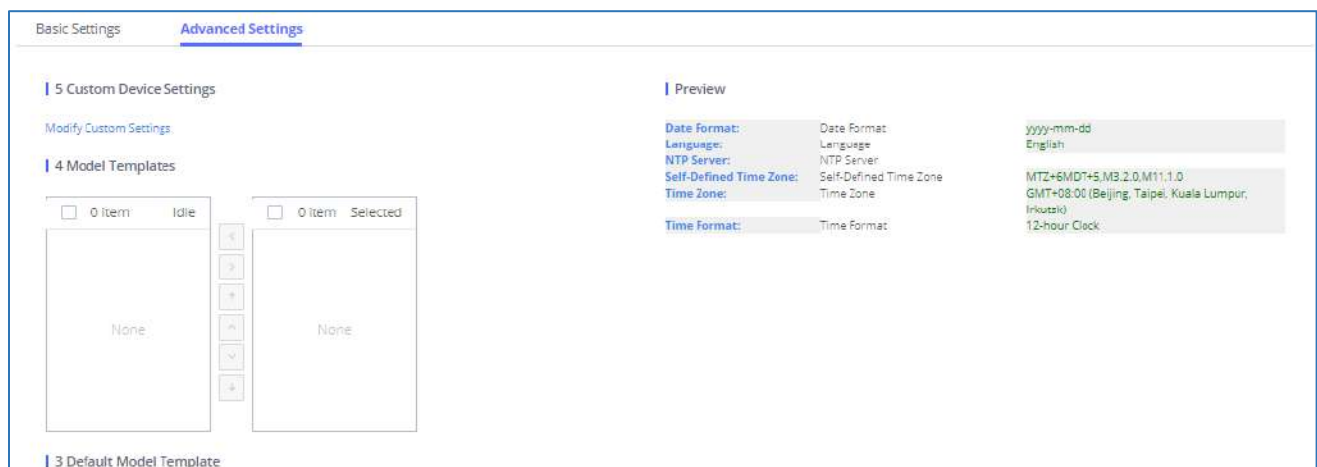 Basic Settings Advanced Settings
5 Custom Device Settings
Modify Custom Settings
4 Model Templates
0 item Idle
0 item Selected
None
None
3 Default Model Template
Preview
Date Format: Date Format yyyy-mm-dd
Language: Language English
NTP Server: NTP Server
Self-Defined Time Zone: Self-Defined Time Zone MTZ+6MDT+5,M3.2.0,M11.1.0
Time Zone: Time Zone GMT+08:00 (Beijing, Taipei, Kuala Lumpur,
Irkutsk)
Time Format: Time Format 12-hour Clock